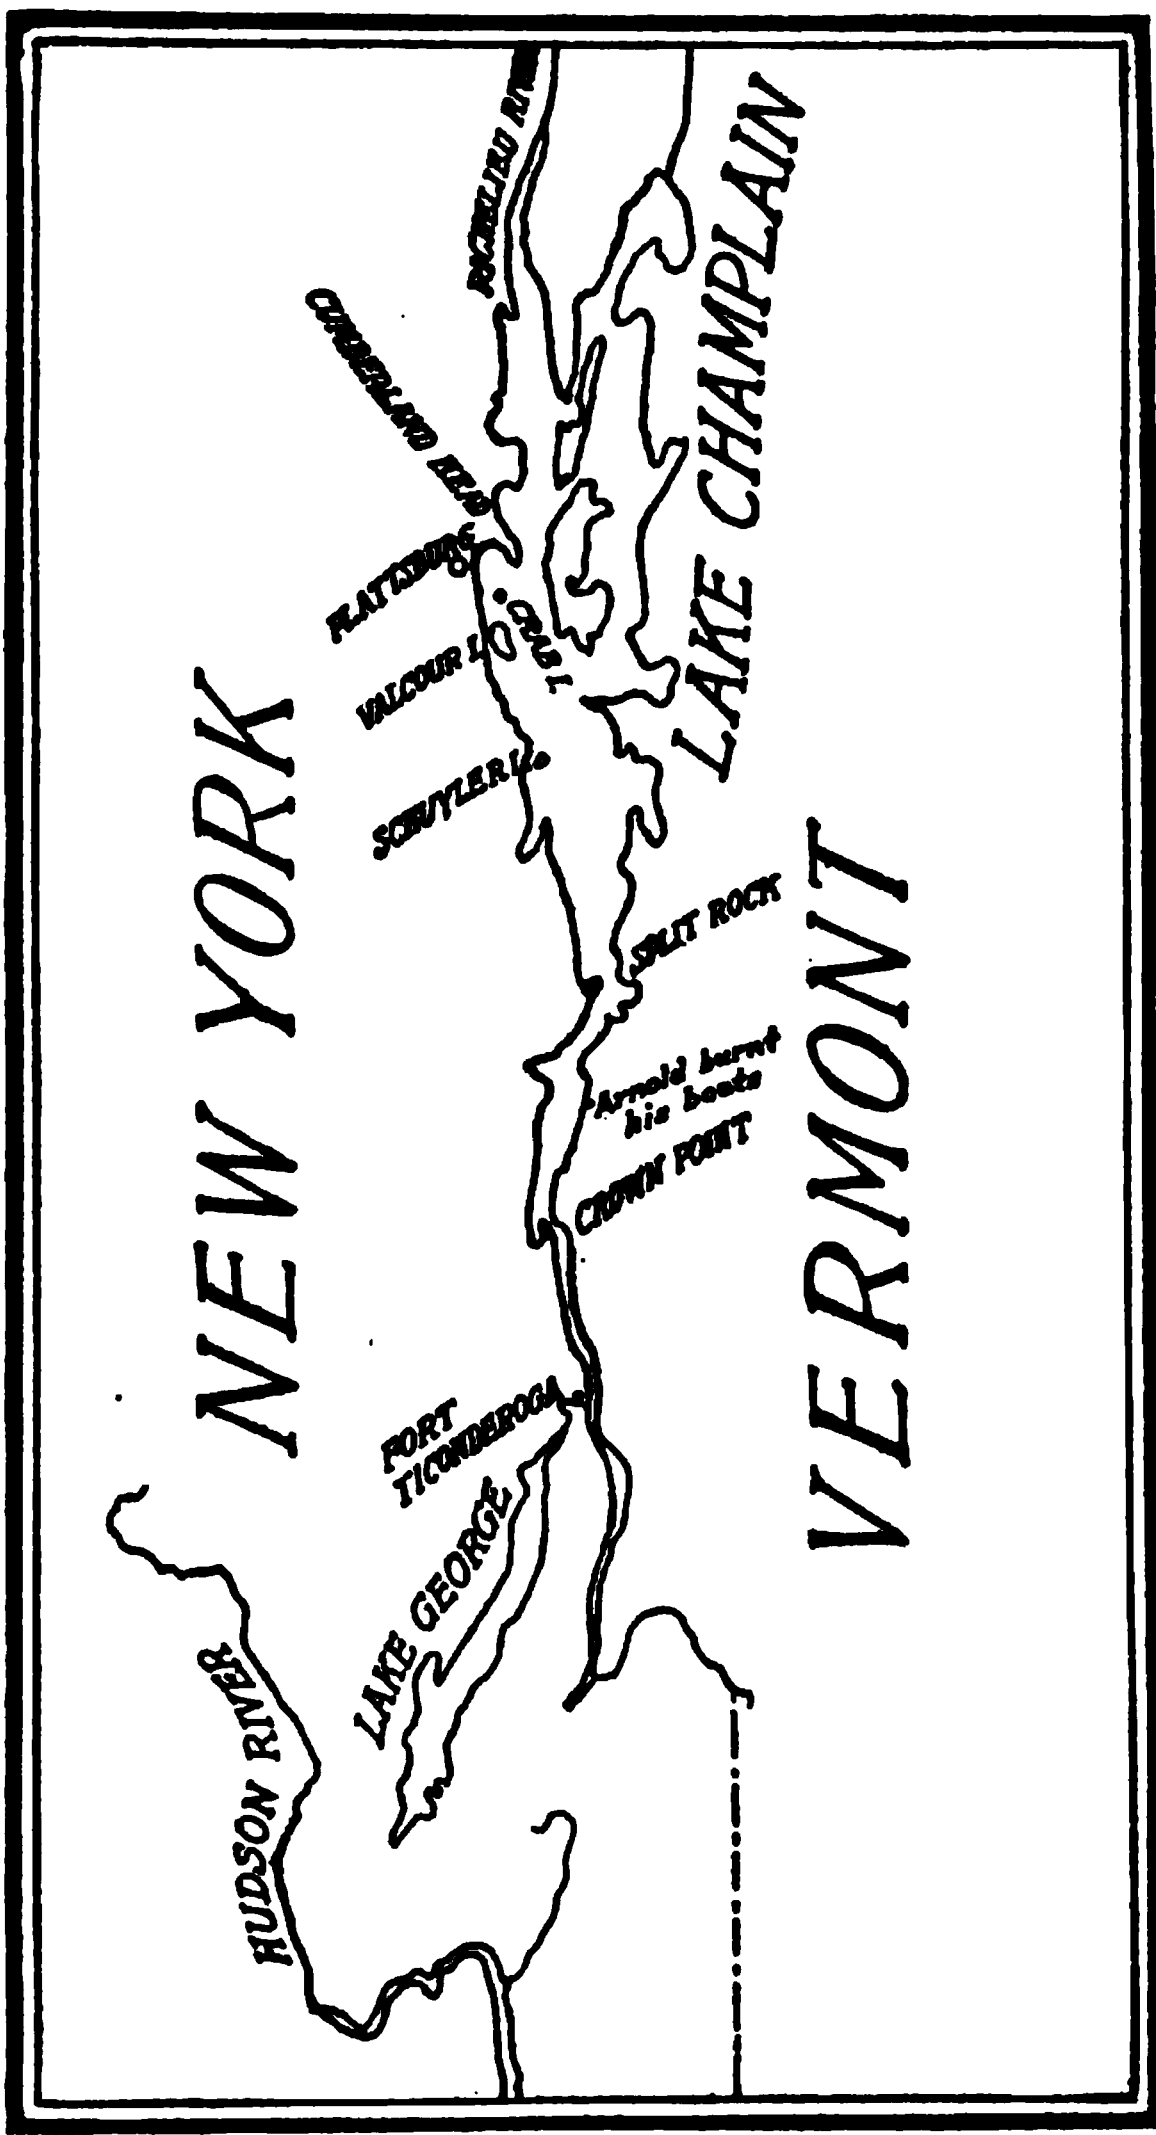 RICHELIEU RIVER
LAKE CHAMPLAIN
CUMBERLAND HEAD
PLATTSBURG
CRAB I.
VALCOUR I.
SCHUYLER I.
NEW YORK
SPLIT ROCK
VERMONT
Arnold burnt
his boats
CROWN POINT
FORT
TICONDEROGA
LAKE GEORGE
HUDSON RIVER